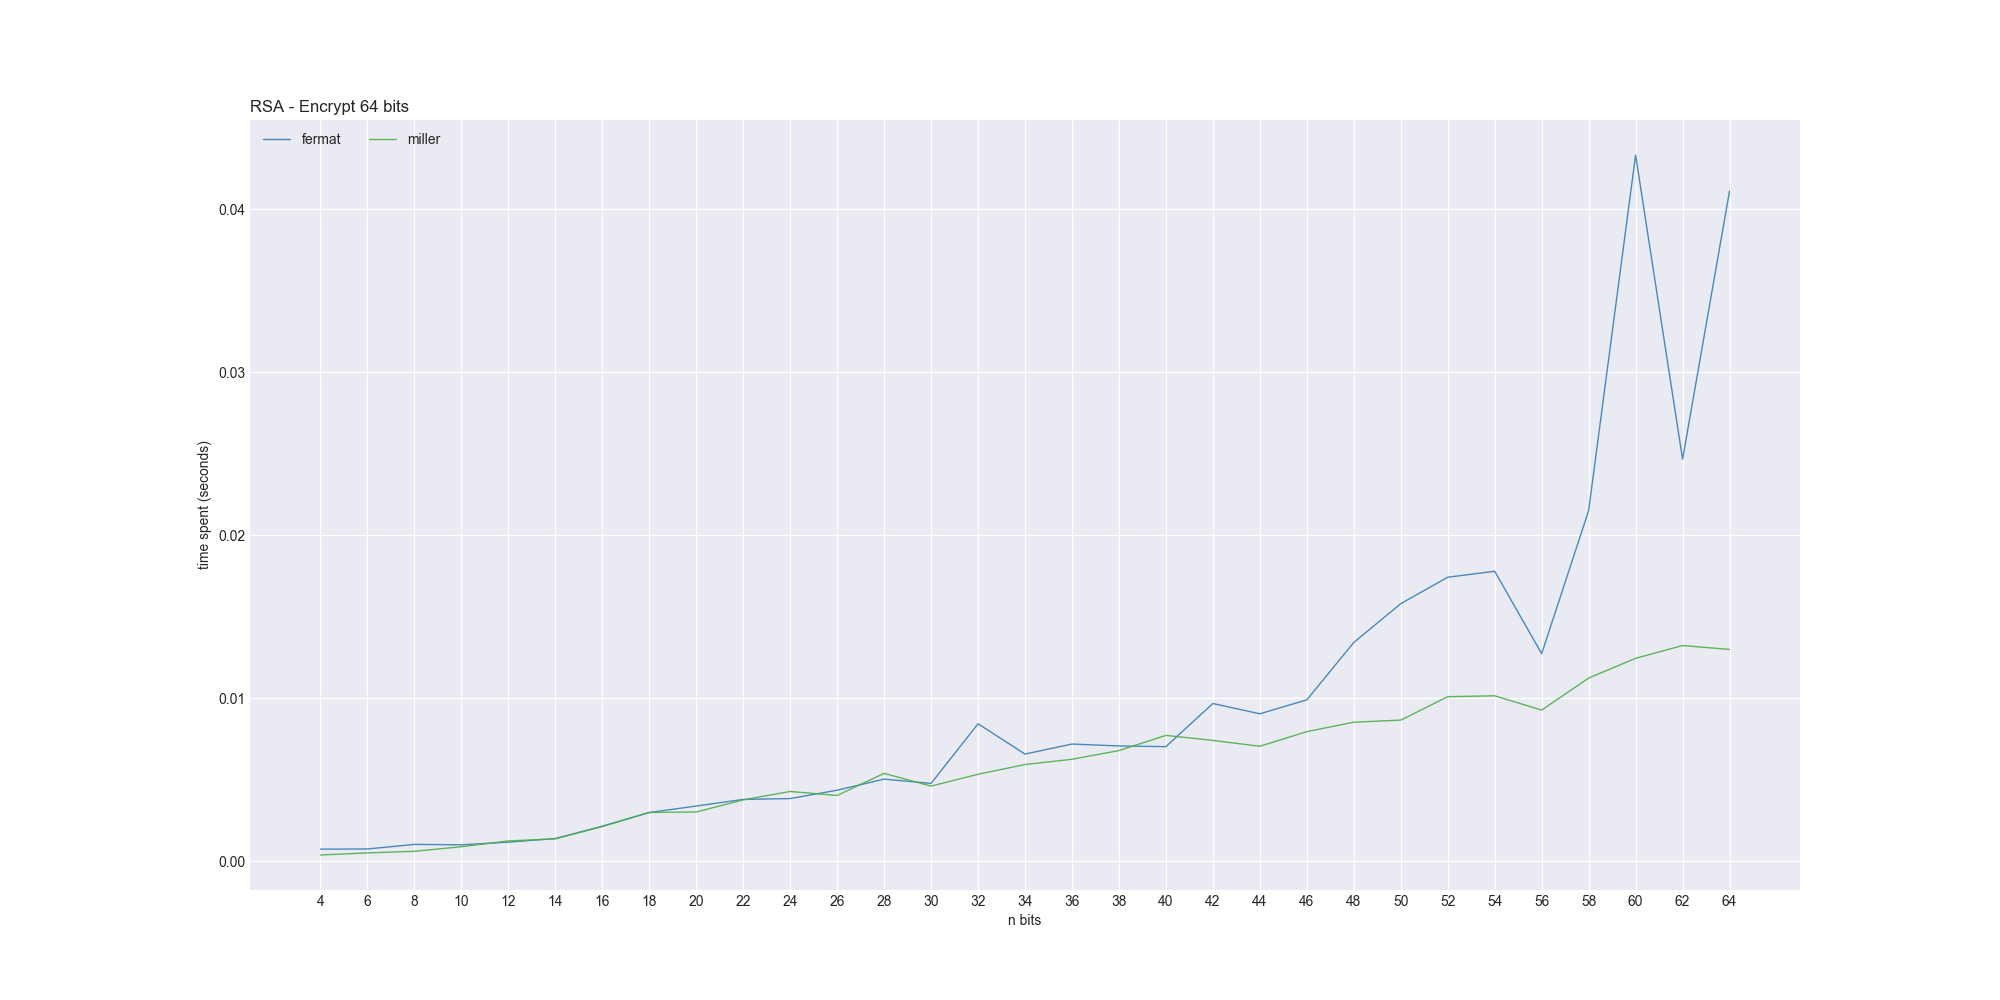 RSA - Encrypt 64 bits
fermat miller
0.04
0.03
0.02
0.01
0.00
time spent (seconds)
4 6 8 10 12 14 16 18 20 22 24 26 28 30 32 34 36 38 40 42 44 46 48 50 52 54 56 58 60 62 64
n bits